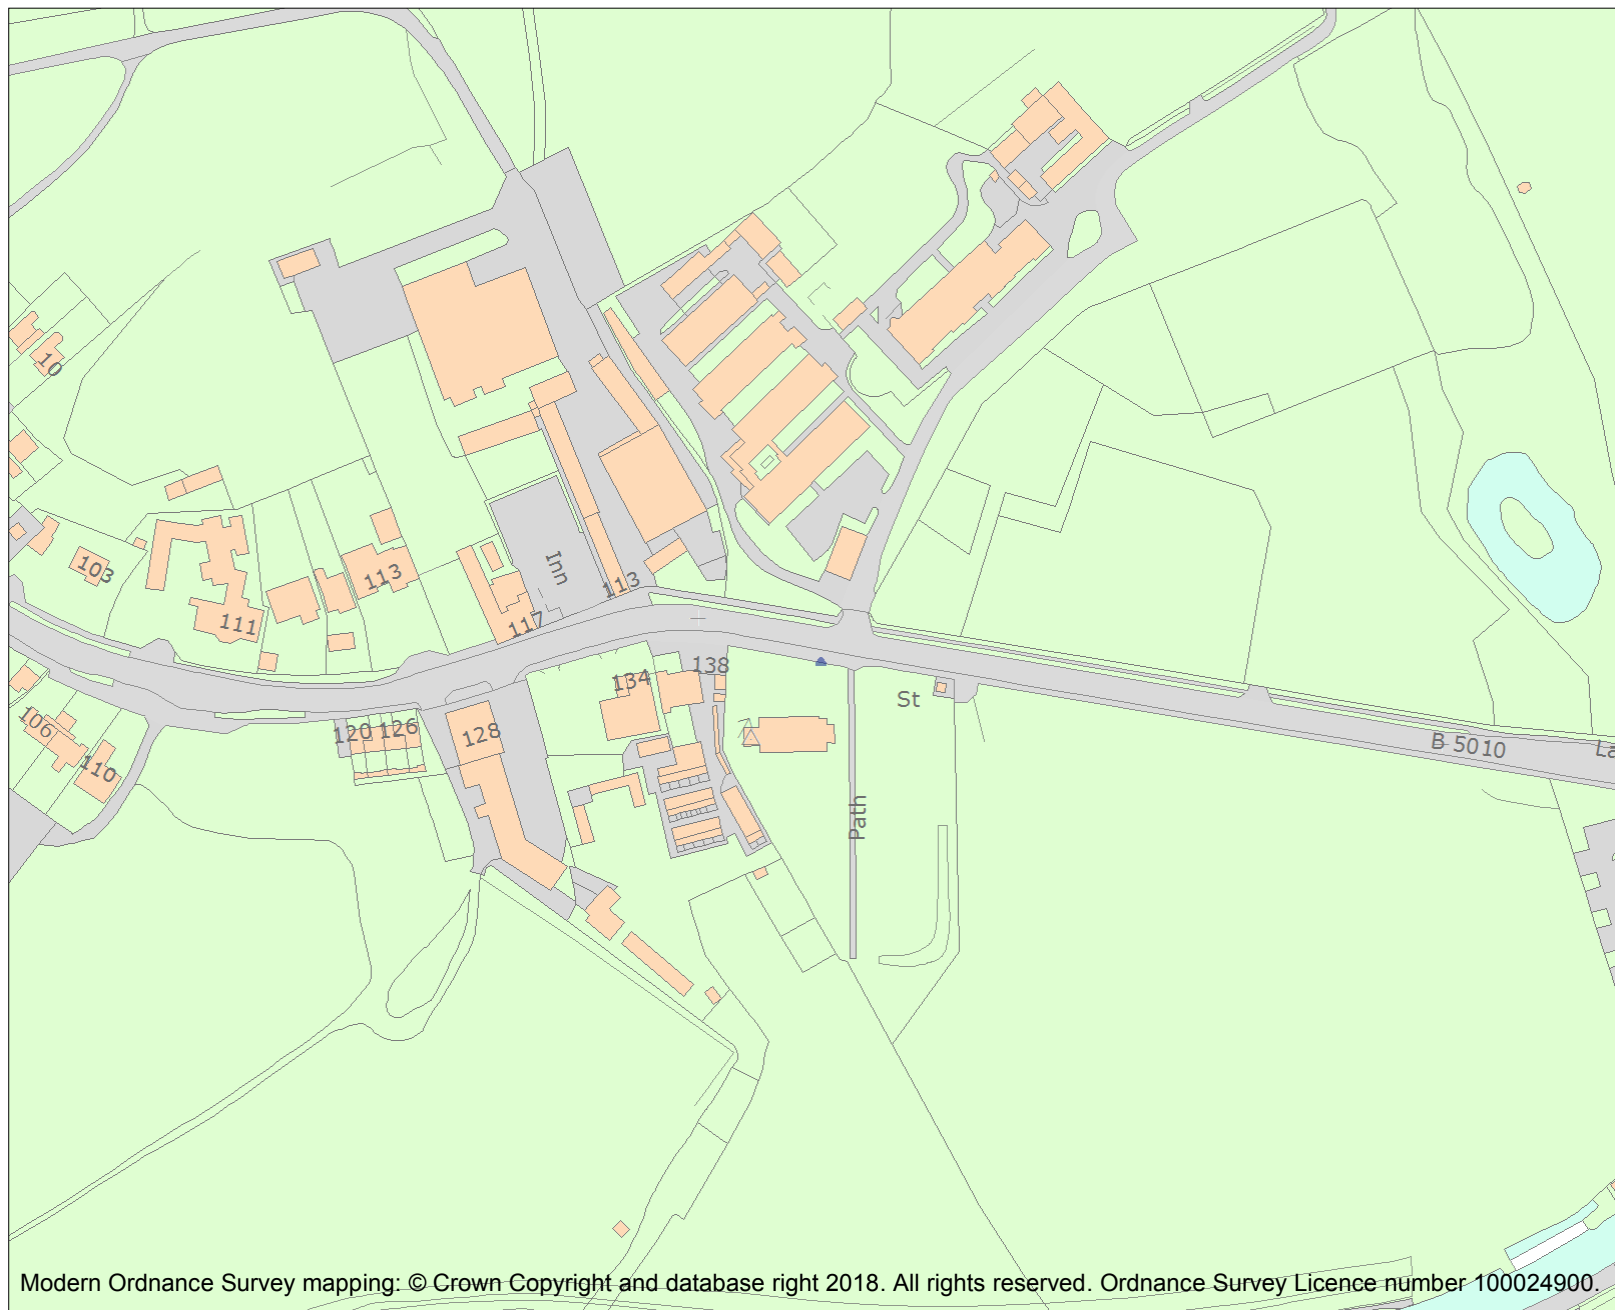 10
103
111
113
Inn
113
117
138
134
St
106
110
120
126
128
B 5010
La
Path
Modern Ordnance Survey mapping: © Crown Copyright and database right 2018. All rights reserved. Ordnance Survey Licence number 100024900.